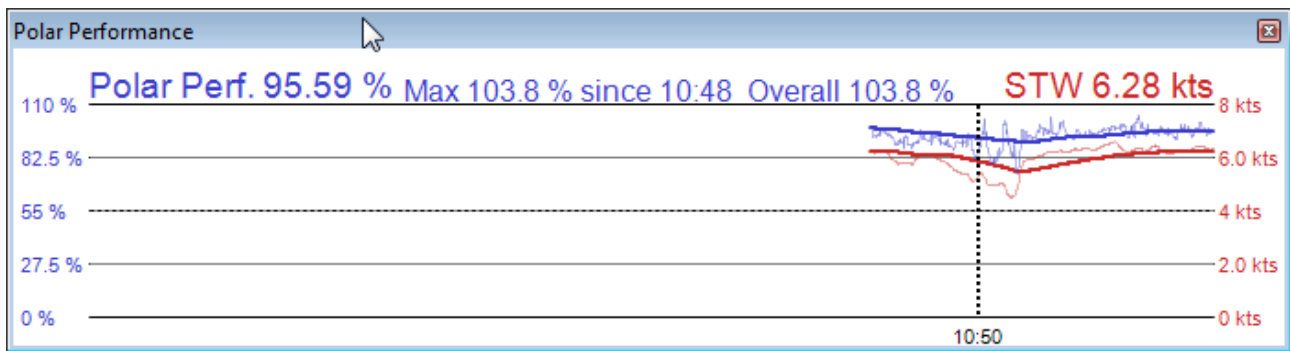 Polar Performance
Polar Perf. 95.59 % Max 103.8 % since 10:48 Overall 103.8 % STW 6.28 kts
110 % 8 kts
82.5 % 6.0 kts
55 % 4 kts
27.5 % 2.0 kts
0 % 0 kts
10:50